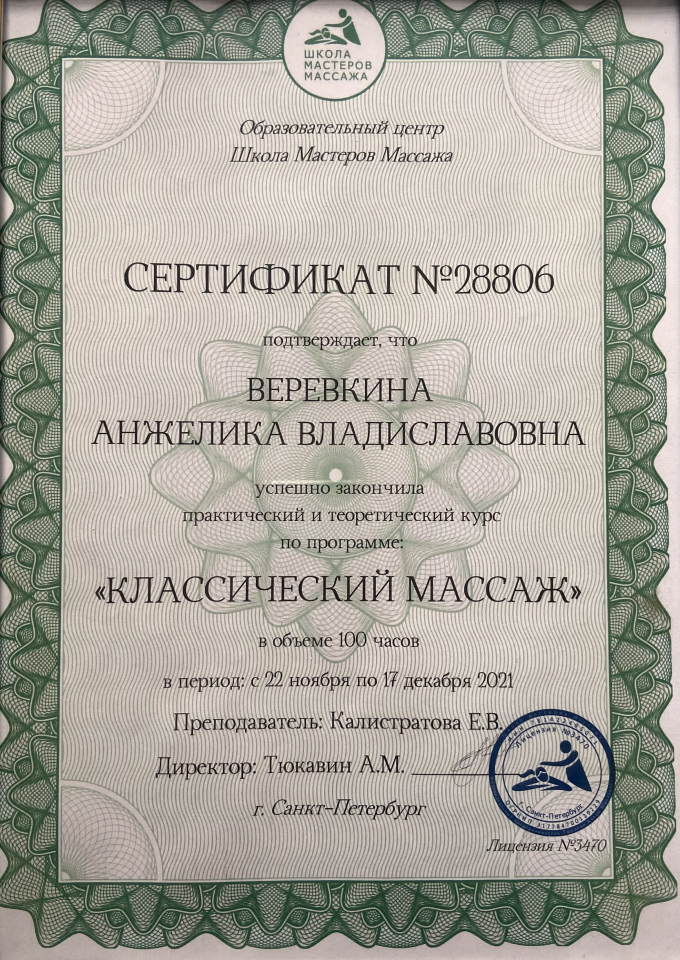 ШКОЛА
МАСТЕРОВ
МАССАЖА
Образовательный центр
Школа Мастеров Массажа
СЕРТИФИКАТ №28806
подтверждает, что
ВЕРЕВКИНА
АНЖЕЛИКА ВЛАДИСЛАВОВНА
успешно закончила
практический и теоретический курс
по программе:
«КЛАССИЧЕСКИЙ МАССАЖ»
в объеме 100 часов
в период: с 22 ноября по 17 декабря 2021
Преподаватель: Калистратова Е.В.
Директор: Тюкавин А.М.
г. Санкт-Петербург
Лицензия №3470
г. Санкт-Петербург
Лицензия №3470